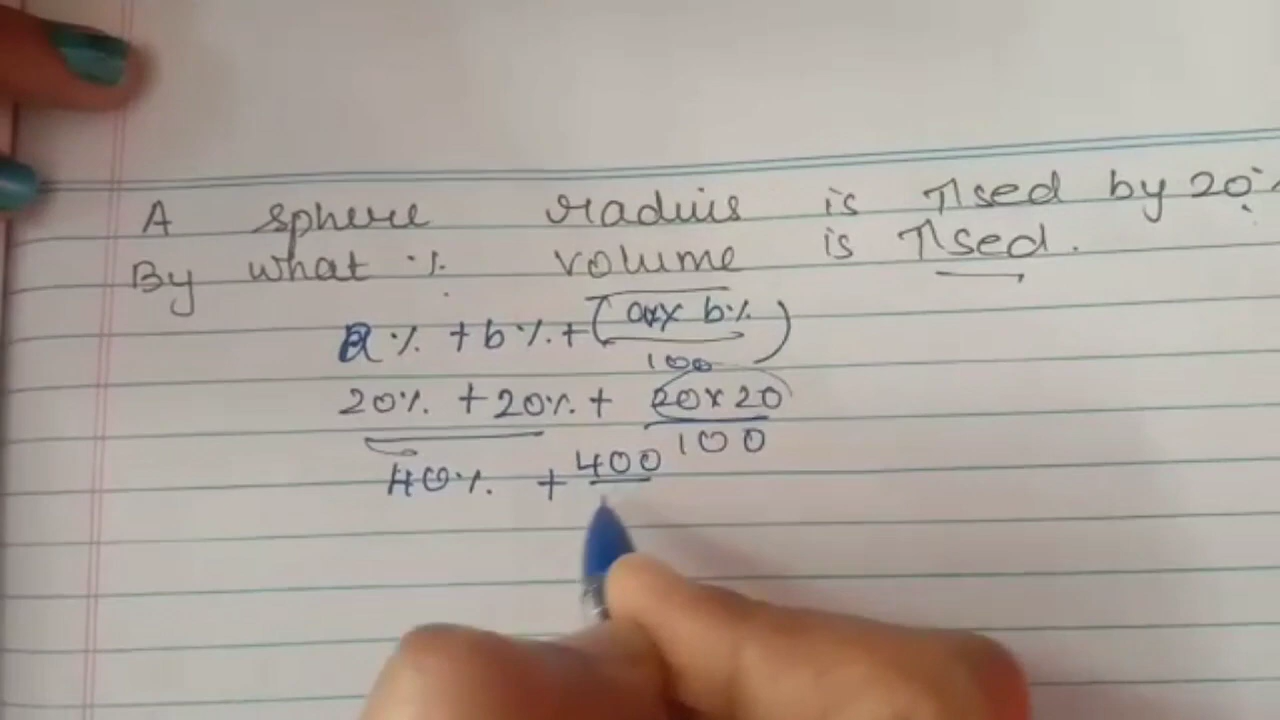 A sphere radius is ↑sed by 20%
By what % volume is ↑sed.
a% + b% + (a% x b% / 100)
20% + 20% + 20 x 20 / 100
40% + 400